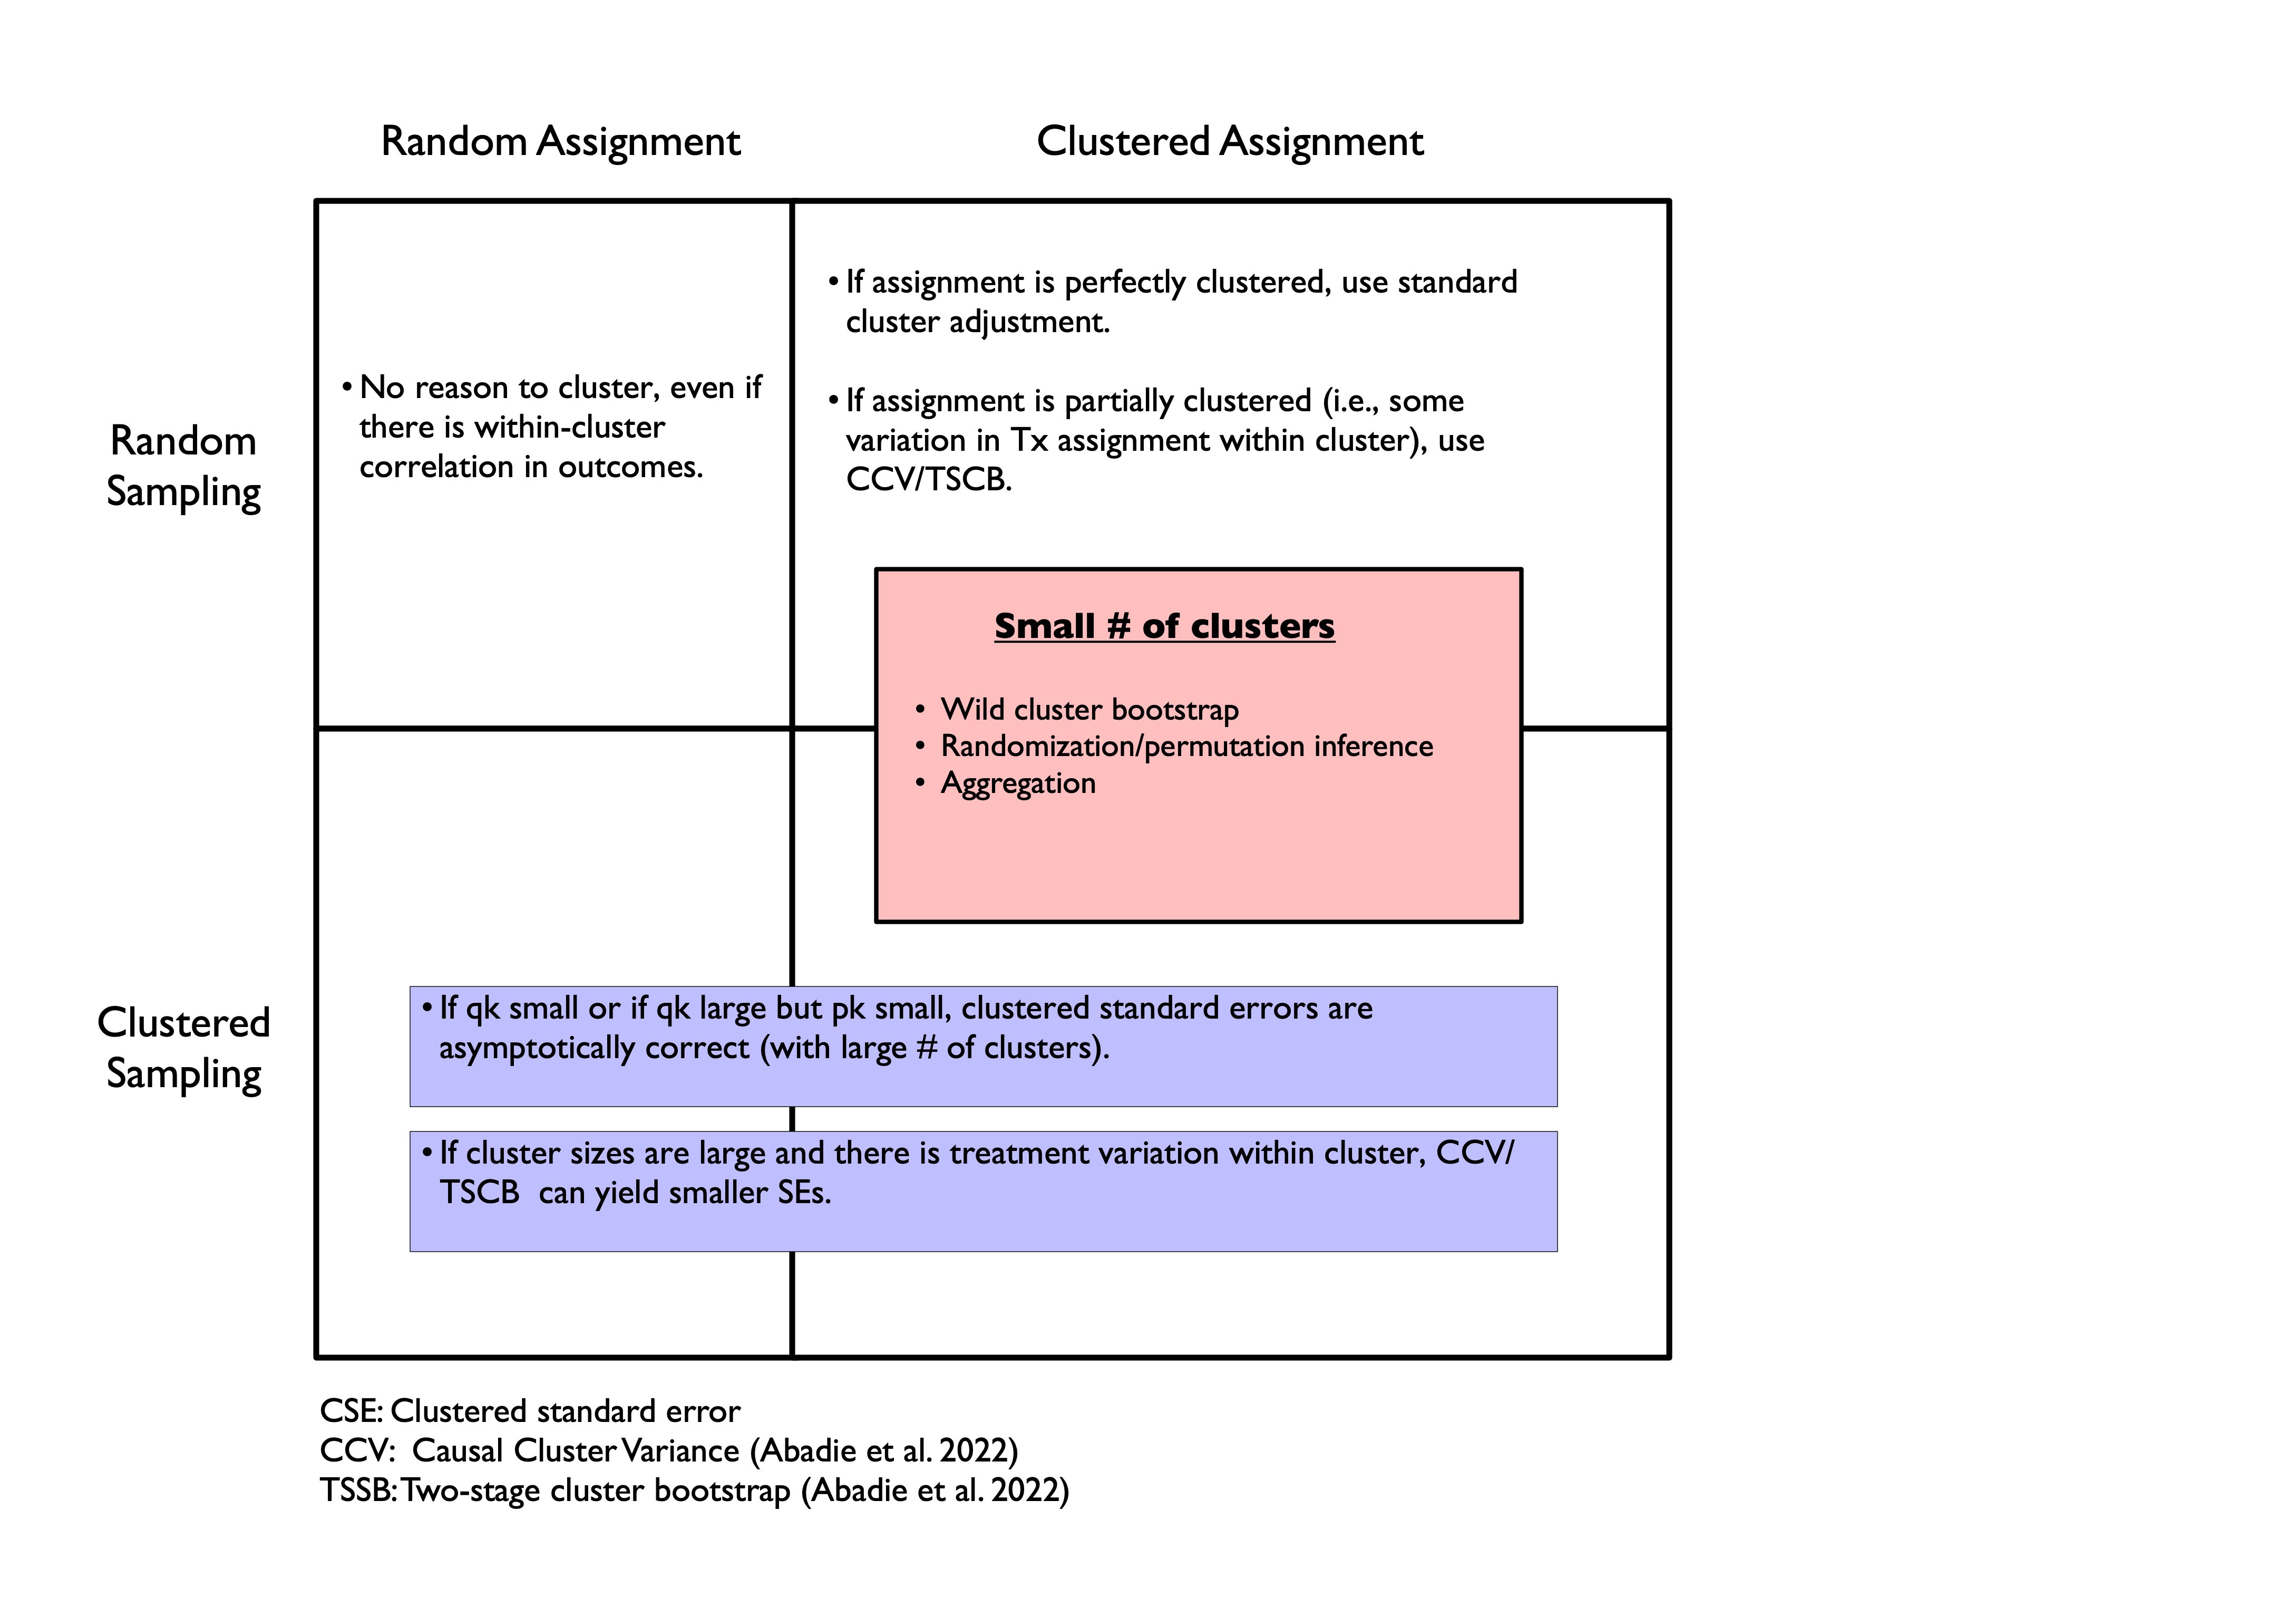 Random Assignment
Clustered Assignment
Random
Sampling
• No reason to cluster, even if
there is within-cluster
correlation in outcomes.
• If assignment is perfectly clustered, use standard
cluster adjustment.
• If assignment is partially clustered (i.e., some
variation in Tx assignment within cluster), use
CCV/TSCB.
Small # of clusters
• Wild cluster bootstrap
• Randomization/permutation inference
• Aggregation
Clustered
Sampling
• If qk small or if qk large but pk small, clustered standard errors are
asymptotically correct (with large # of clusters).
• If cluster sizes are large and there is treatment variation within cluster, CCV/
TSCB can yield smaller SEs.
CSE: Clustered standard error
CCV: Causal Cluster Variance (Abadie et al. 2022)
TSSB: Two-stage cluster bootstrap (Abadie et al. 2022)